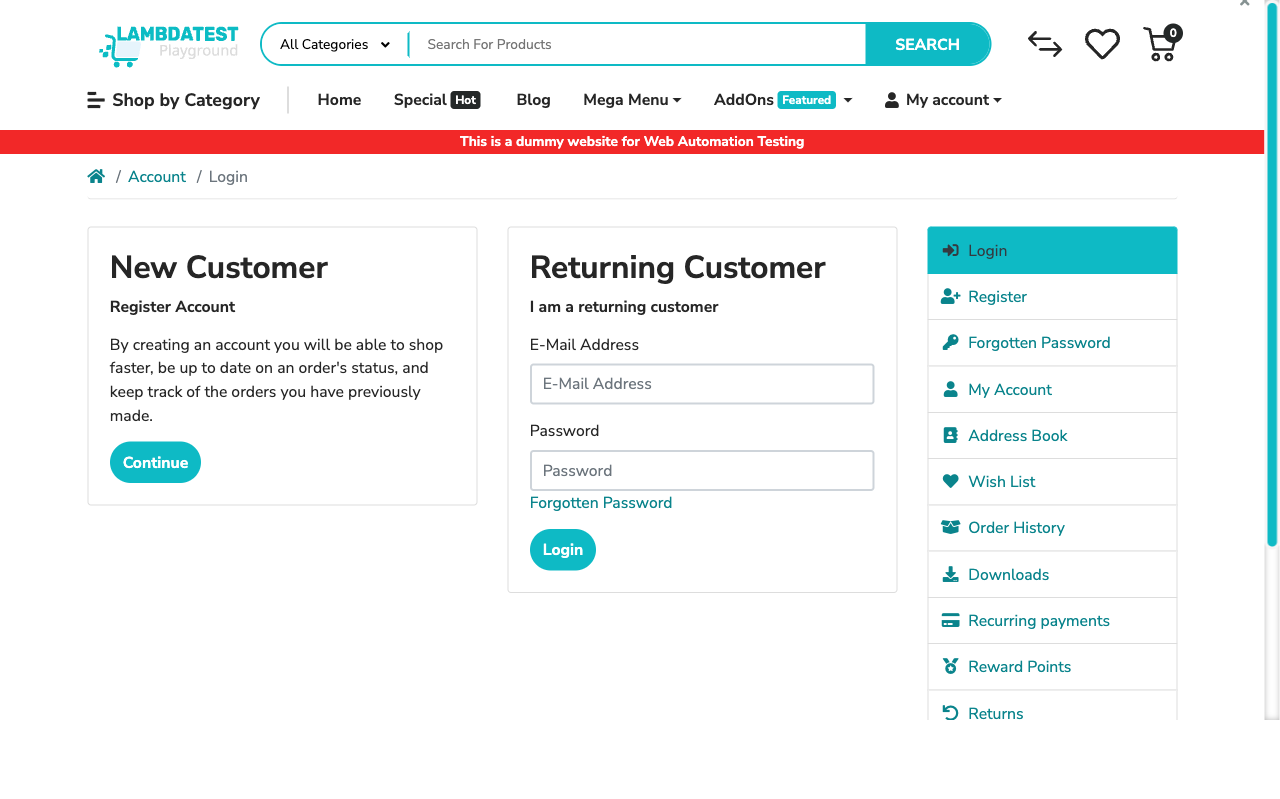 LAMBDATEST
Playground
All Categories
Search For Products
SEARCH
0
Shop by Category
Home
Special Hot
Blog
Mega Menu
AddOns Featured
My account
This is a dummy website for Web Automation Testing
/ Account / Login
New Customer
Register Account
By creating an account you will be able to shop
faster, be up to date on an order's status, and
keep track of the orders you have previously
made.
Continue
Returning Customer
I am a returning customer
E-Mail Address
E-Mail Address
Password
Password
Forgotten Password
Login
Login
Register
Forgotten Password
My Account
Address Book
Wish List
Order History
Downloads
Recurring payments
Reward Points
Returns